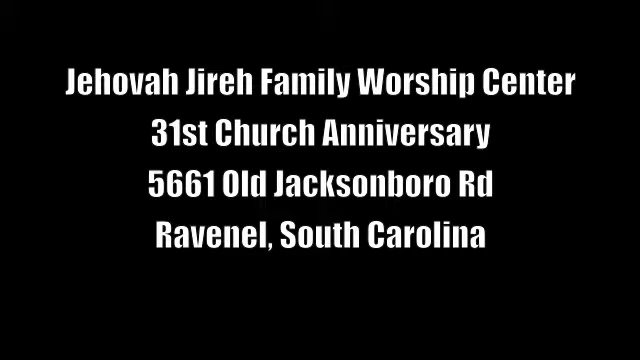 Jehovah Jireh Family Worship Center
31st Church Anniversary
5661 Old Jacksonboro Rd
Ravenel, South Carolina